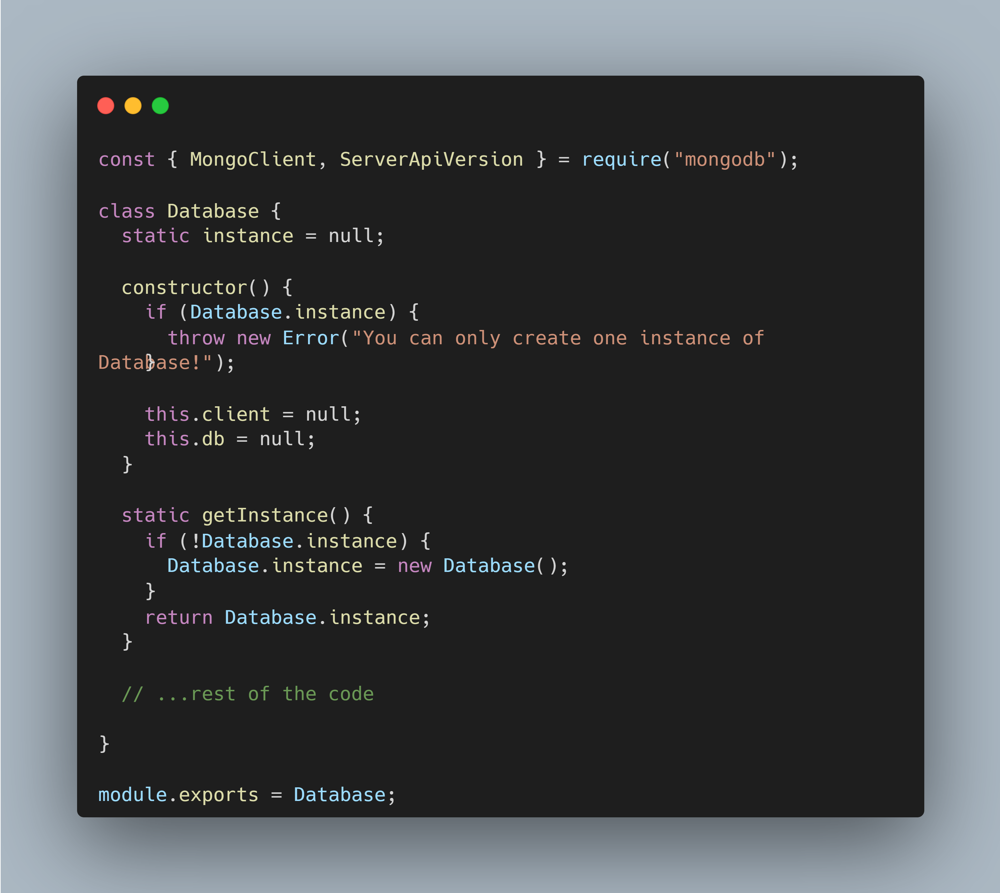 const { MongoClient, ServerApiVersion } = require("mongodb");

class Database {
  static instance = null;

  constructor() {
    if (Database.instance) {
      throw new Error("You can only create one instance of
Database!");
    }

    this.client = null;
    this.db = null;
  }

  static getInstance() {
    if (!Database.instance) {
      Database.instance = new Database();
    }
    return Database.instance;
  }

  // ...rest of the code

}

module.exports = Database;